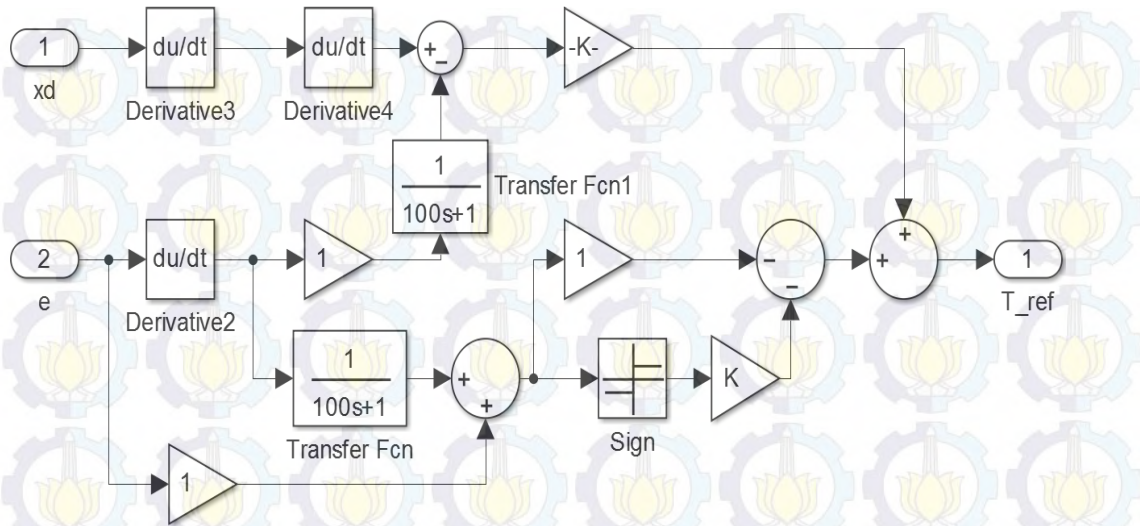 1
xd
du/dt
Derivative3
du/dt
Derivative4
+
−
-K-
1
100s+1
Transfer Fcn1
2
e
du/dt
Derivative2
1
1
−
−
+
+
1
T_ref
1
100s+1
Transfer Fcn
+
+
Sign
K
1